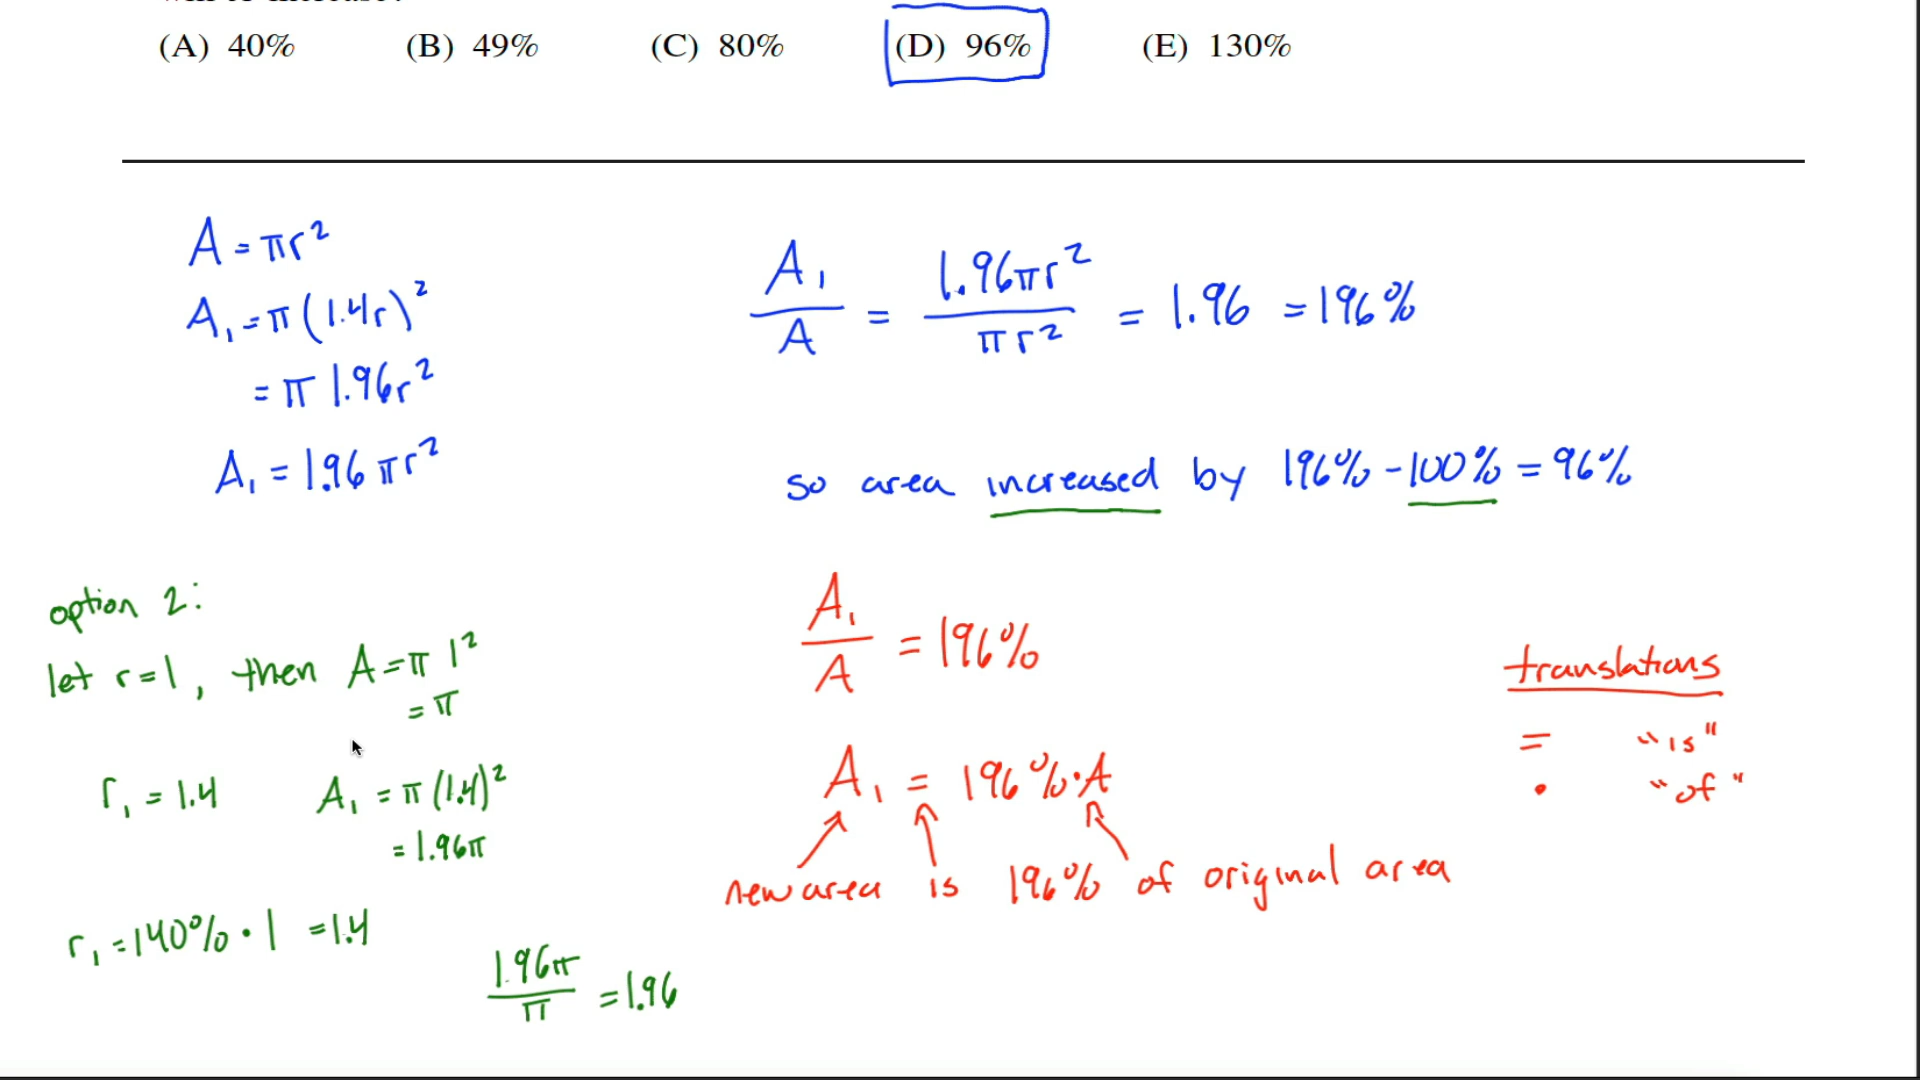 (A) 40% (B) 49% (C) 80% (D) 96% (E) 130%
A = πr²
A₁ = π(1.4r)²
= π 1.96r²
A₁ = 1.96 πr²
A₁/A = 1.96πr²/πr² = 1.96 = 196%
so area increased by 196% - 100% = 96%
option 2:
let r=1, then A = π 1²
= π
r₁ = 1.4 A₁ = π(1.4)²
= 1.96π
r₁ = 140% · 1 = 1.4
1.96π/π = 1.96
A₁/A = 196%
A₁ = 196% · A
new area is 196% of original area
translations
= "is"
· "of"